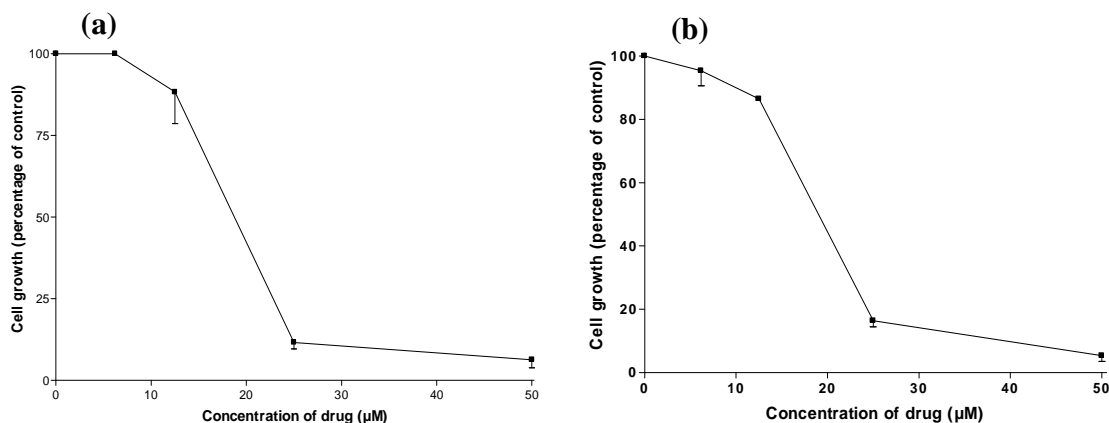 (a)
Cell growth (percentage of control)
100
75
50
25
0
0 10 20 30 40 50
Concentration of drug (µM)
(b)
Cell growth (percentage of control)
100
80
60
40
20
0
0 10 20 30 40 50
Concentration of drug (µM)